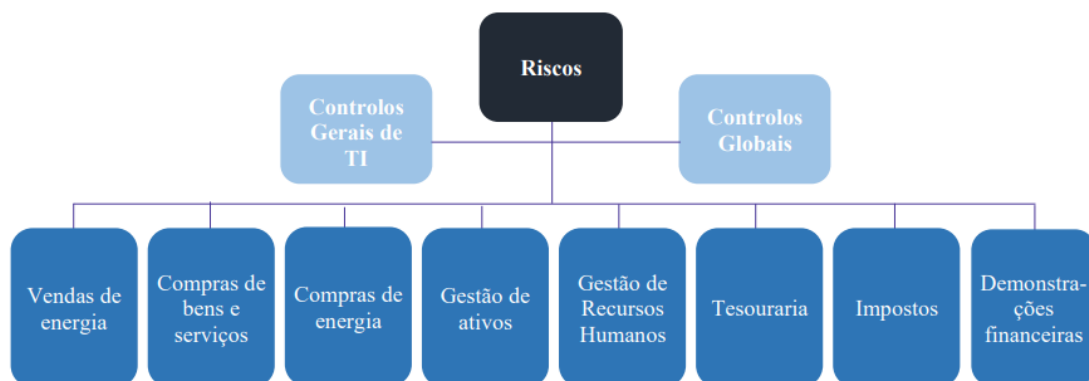 Riscos
Controlos
Gerais de
TI
Controlos
Globais
Vendas de
energia
Compras de
bens e
serviços
Compras de
energia
Gestão de
ativos
Gestão de
Recursos
Humanos
Tesouraria
Impostos
Demonstra-
ções
financeiras